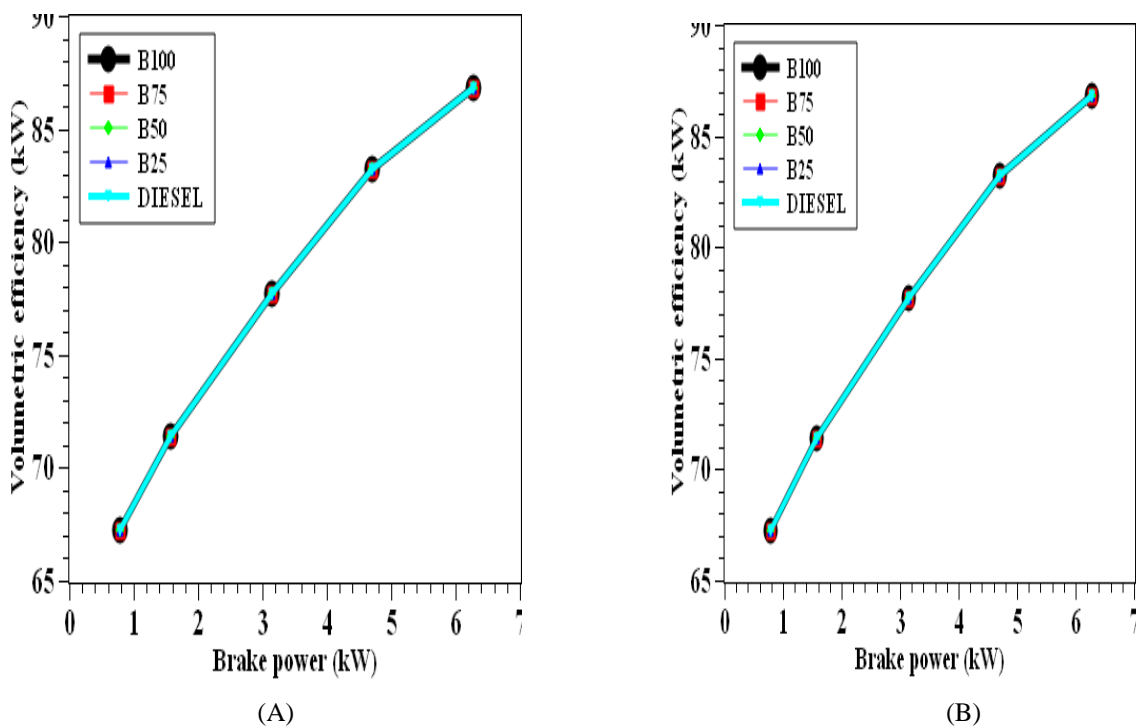 90
85
80
75
70
65
Volumetric efficiency (kW)
B100
B75
B50
B25
DIESEL
0 1 2 3 4 5 6 7
Brake power (kW)
(A)
90
85
80
75
70
65
Volumetric efficiency (kW)
B100
B75
B50
B25
DIESEL
0 1 2 3 4 5 6 7
Brake power (kW)
(B)